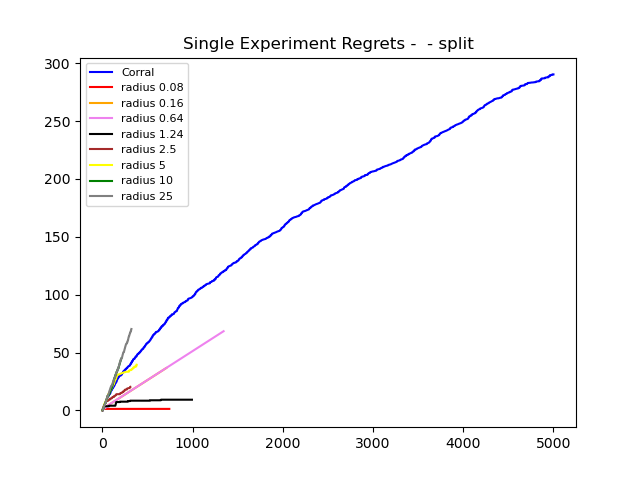 Single Experiment Regrets -  - split
300
250
200
150
100
50
0
Corral
radius 0.08
radius 0.16
radius 0.64
radius 1.24
radius 2.5
radius 5
radius 10
radius 25
0 1000 2000 3000 4000 5000